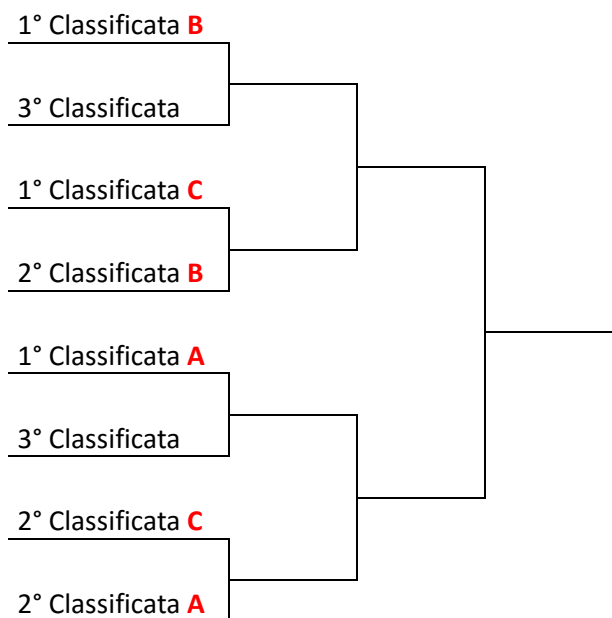 1° Classificata B
3° Classificata
1° Classificata C
2° Classificata B
1° Classificata A
3° Classificata
2° Classificata C
2° Classificata A